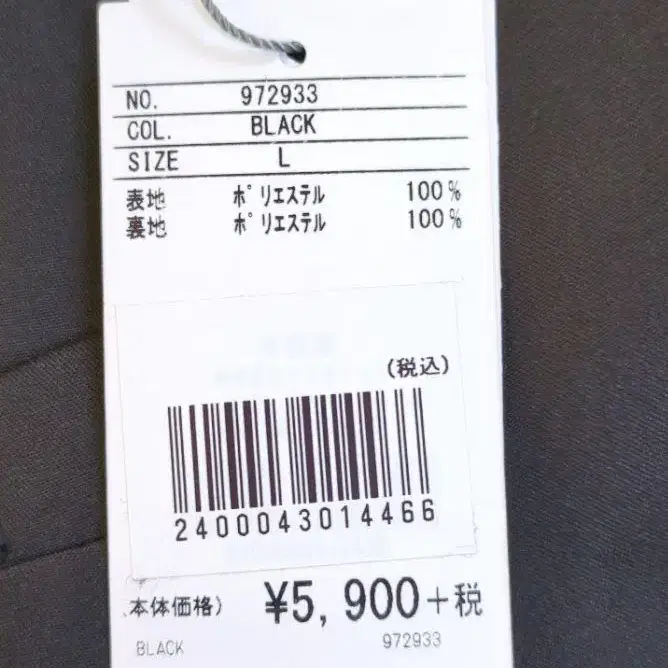 NO. 972933
COL. BLACK
SIZE L
表地 ポリエステル 100%
裏地 ポリエステル 100%
(税込)
2400043014466
本体価格) ¥5,900+税
BLACK 972933